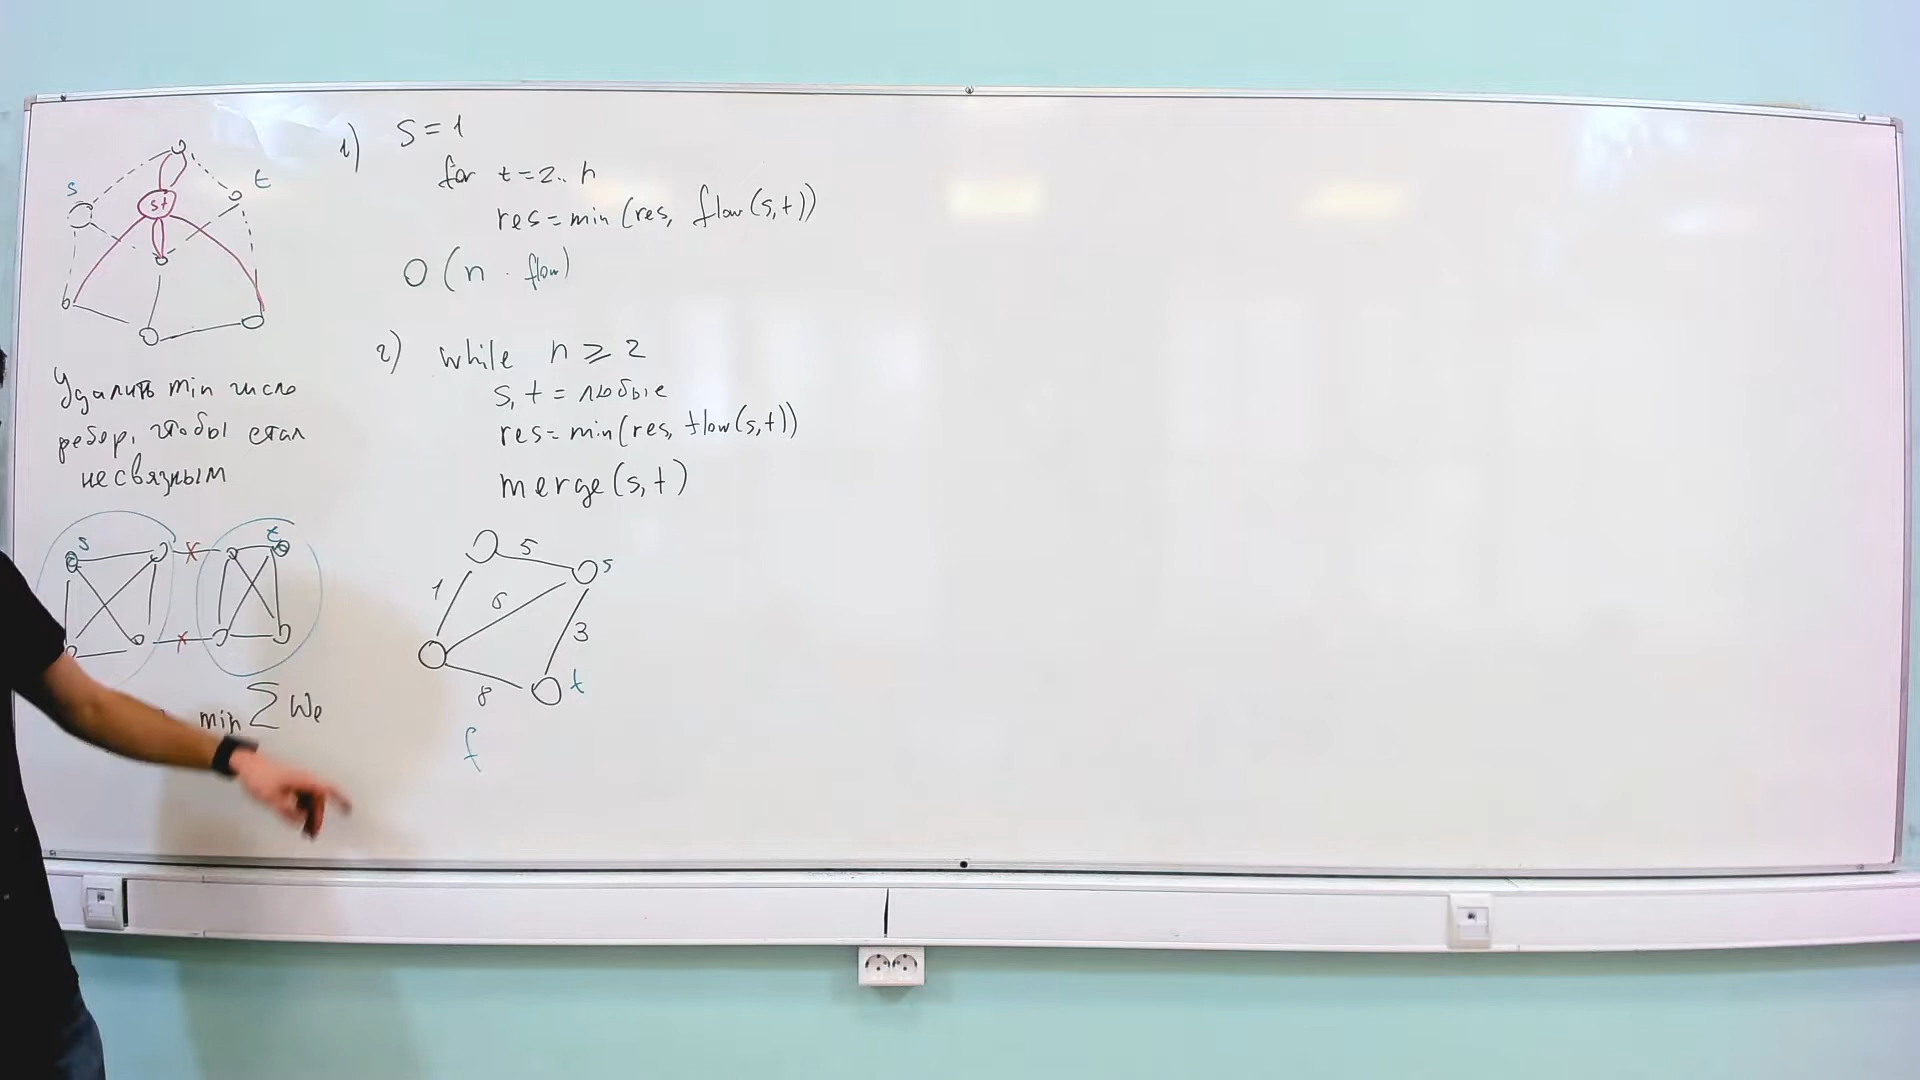 s
t
st
Удалить min число
ребер, чтобы стал
несвязным
s
t
min ∑ We
1) S = 1
for t = 2.. n
res = min (res, flow(s,t))
O(n · flow)
2) while n ⩾ 2
s, t = любые
res = min(res, flow(s,t))
merge(s,t)
5
s
1
6
3
8
t
f